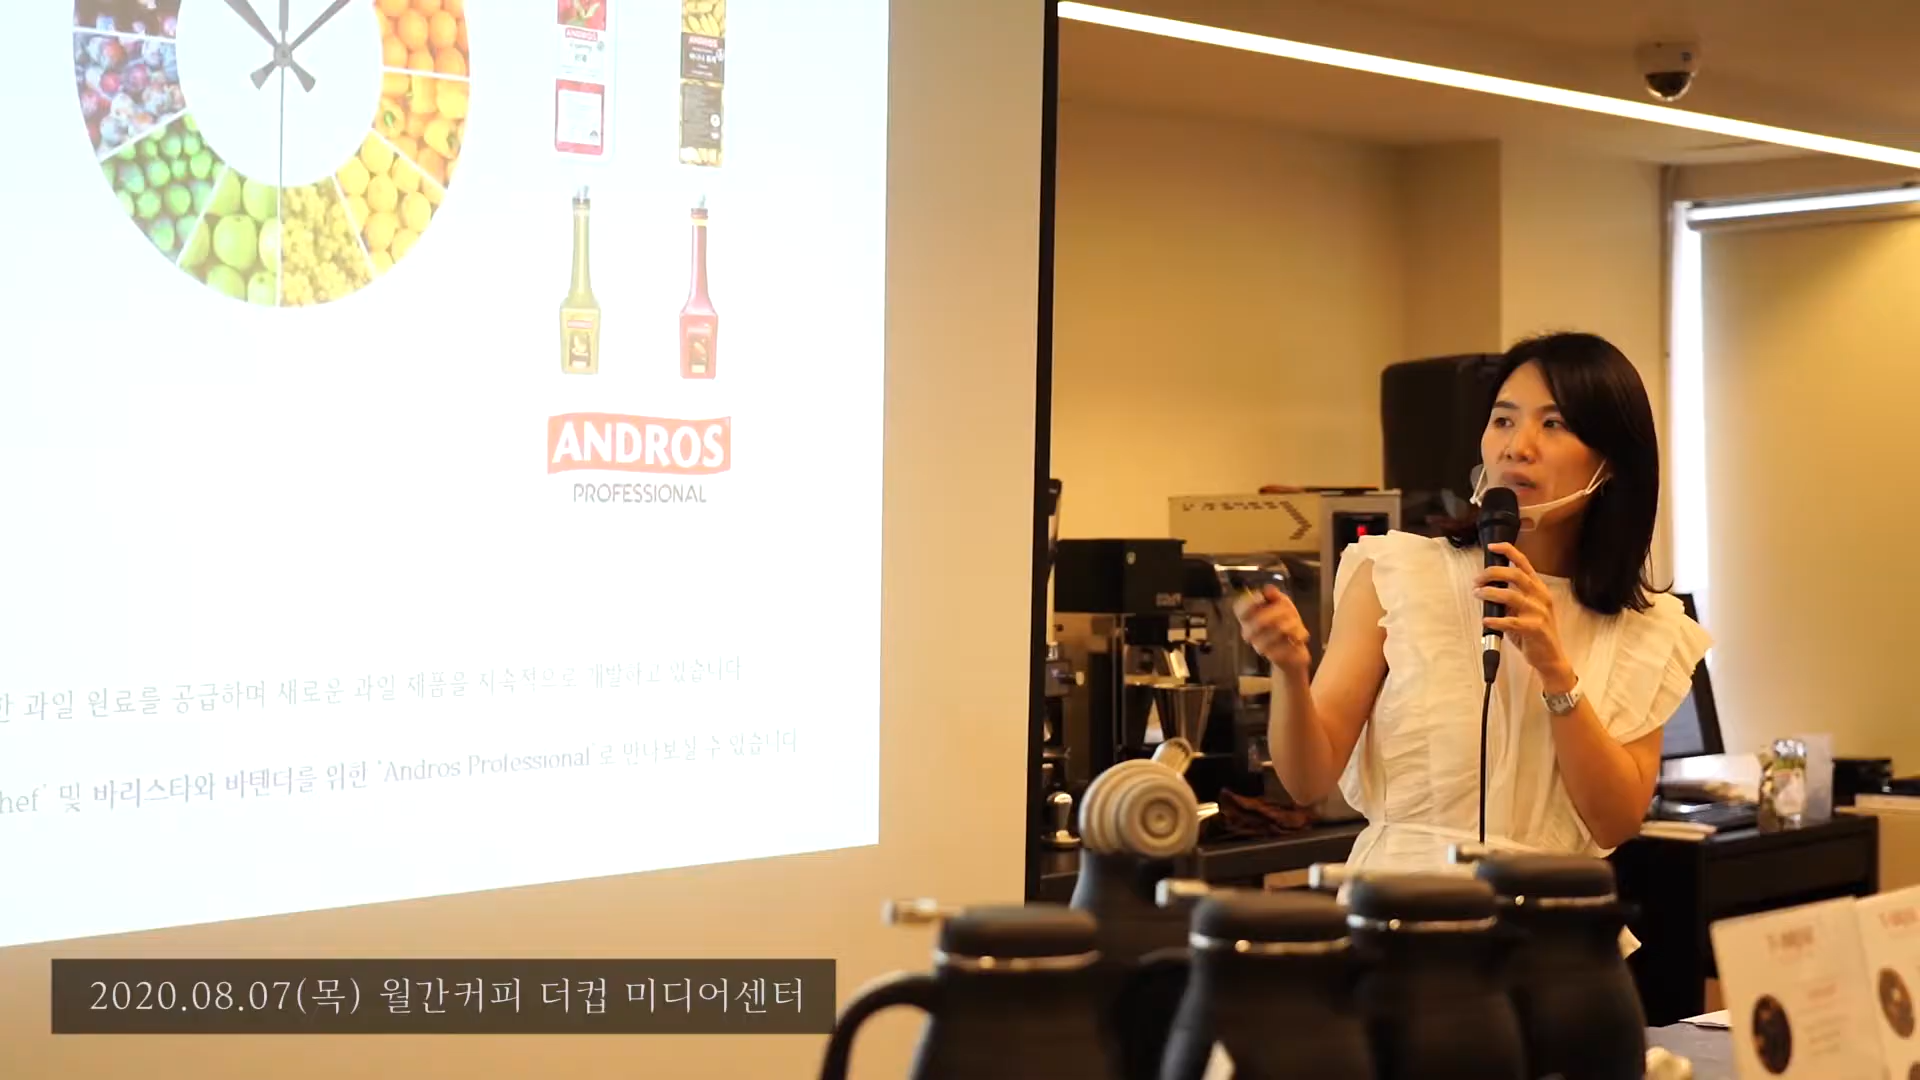 ANDROS
PROFESSIONAL
과일 원료를 공급하며 새로운 과일 제품을 지속적으로 개발하고 있습니다
hef' 및 바리스타와 바텐더를 위한 'Andros Professional'로 만나보실 수 있습니다
2020.08.07(목) 월간커피 더컵 미디어센터